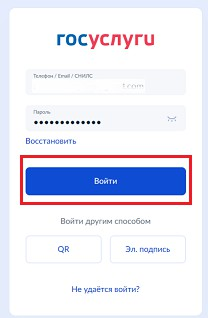 госуслуги
Телефон / Email / СНИЛС
Пароль
•••••••••••••
Восстановить
Войти
Войти другим способом
QR
Эл. подпись
Не удаётся войти?